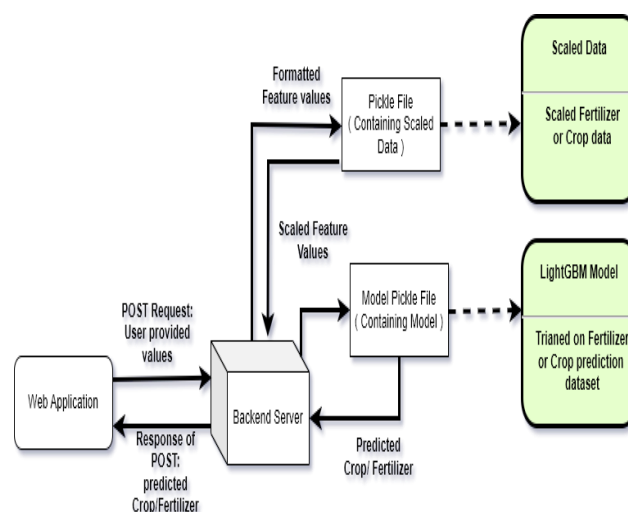 Formatted
Feature values
Pickle File
( Containing Scaled
Data )
Scaled Data
Scaled Fertilizer
or Crop data
Scaled Feature
Values
POST Request:
User provided
values
Model Pickle File
( Containing Model )
LightGBM Model
Trianed on Fertilizer
or Crop prediction
dataset
Web Application
Backend Server
Response of
POST:
predicted
Crop/Fertilizer
Predicted
Crop/ Fertilizer